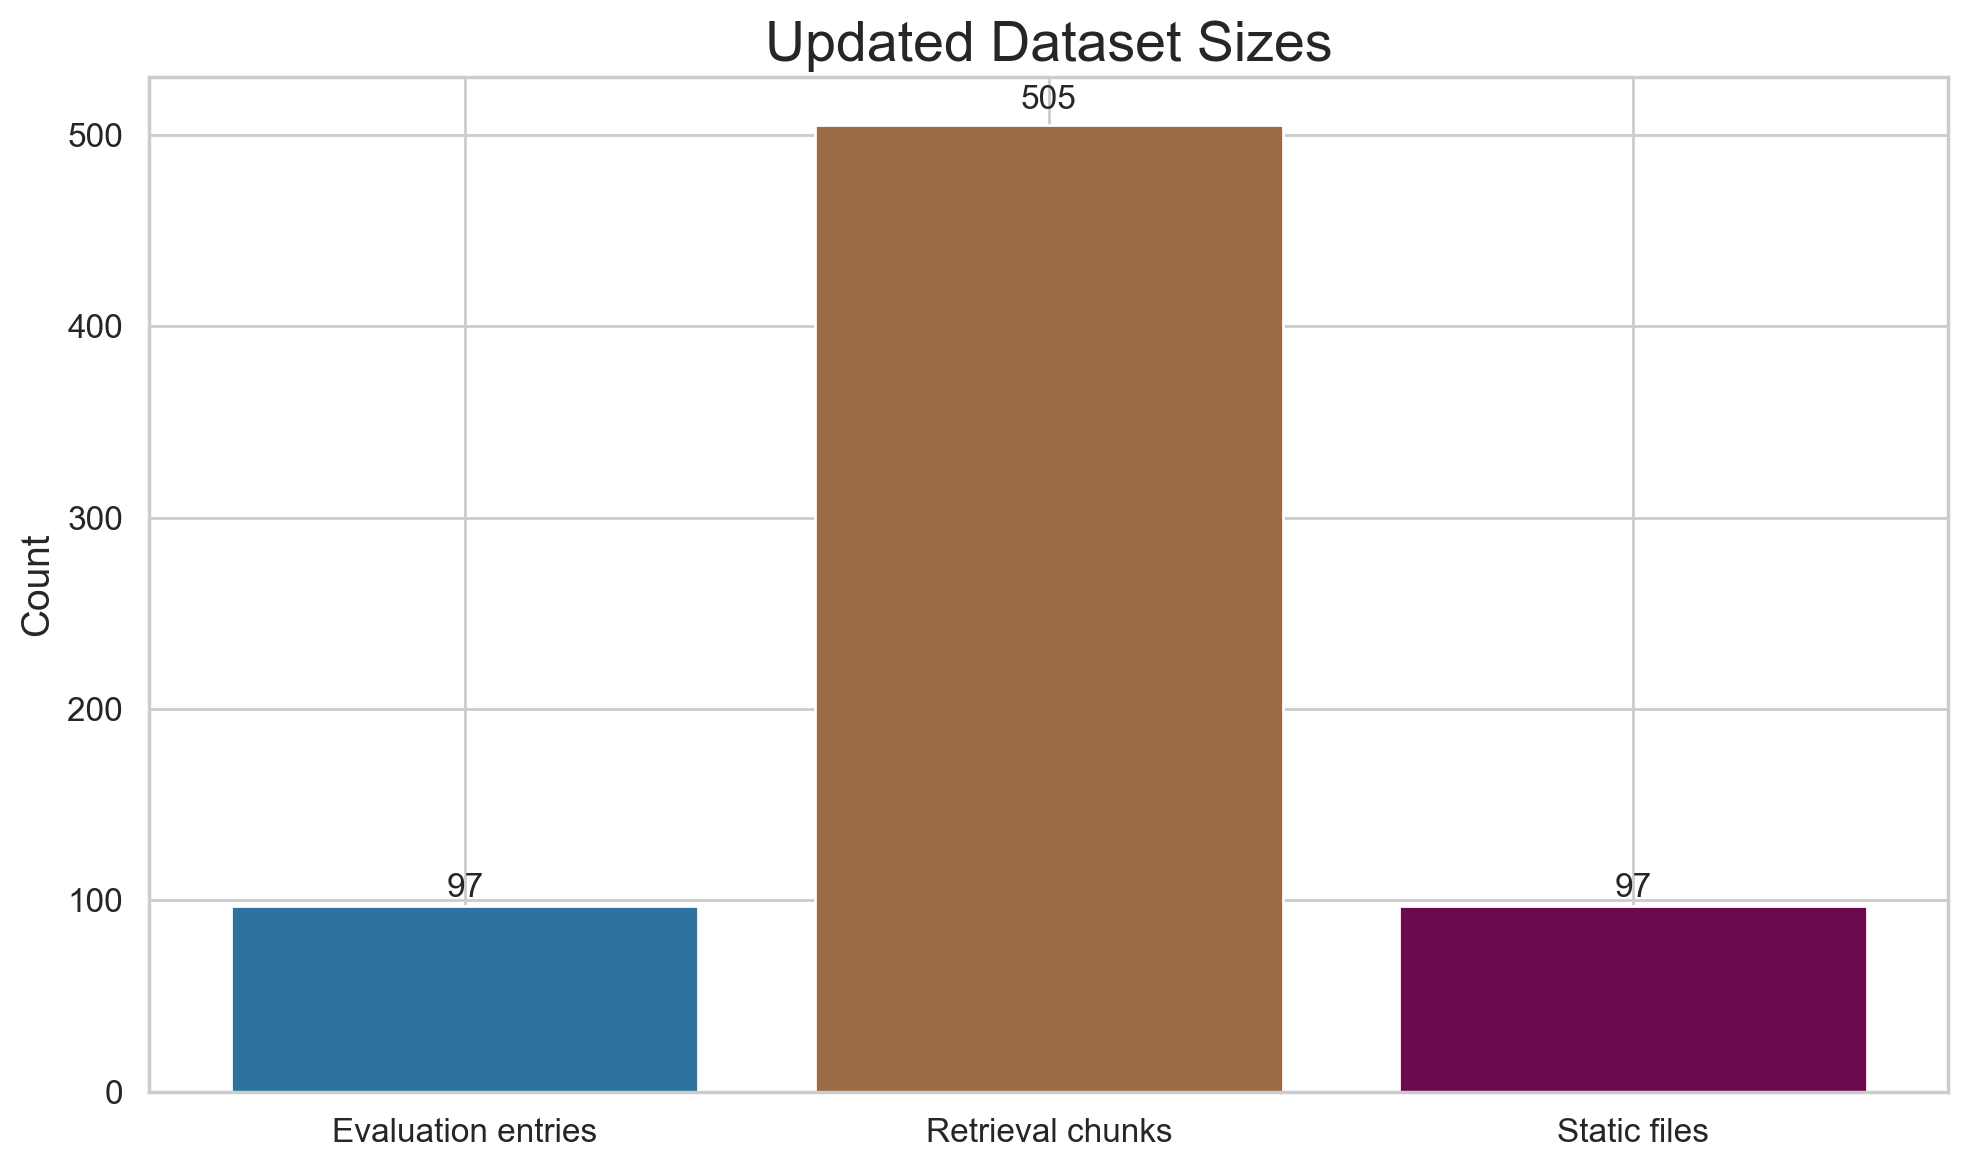 Updated Dataset Sizes
505
500
400
300
200
100
0
Count
97
97
Evaluation entries
Retrieval chunks
Static files